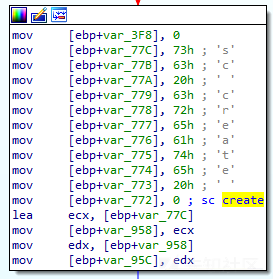 mov [ebp+var_3F8], 0
mov [ebp+var_77C], 73h ; 's'
mov [ebp+var_77B], 63h ; 'c'
mov [ebp+var_77A], 20h ; ' '
mov [ebp+var_779], 63h ; 'c'
mov [ebp+var_778], 72h ; 'r'
mov [ebp+var_777], 65h ; 'e'
mov [ebp+var_776], 61h ; 'a'
mov [ebp+var_775], 74h ; 't'
mov [ebp+var_774], 65h ; 'e'
mov [ebp+var_773], 20h ; ' '
mov [ebp+var_772], 0 ; sc create
lea ecx, [ebp+var_77C]
mov [ebp+var_958], ecx
mov edx, [ebp+var_958]
mov [ebp+var_95C], edx